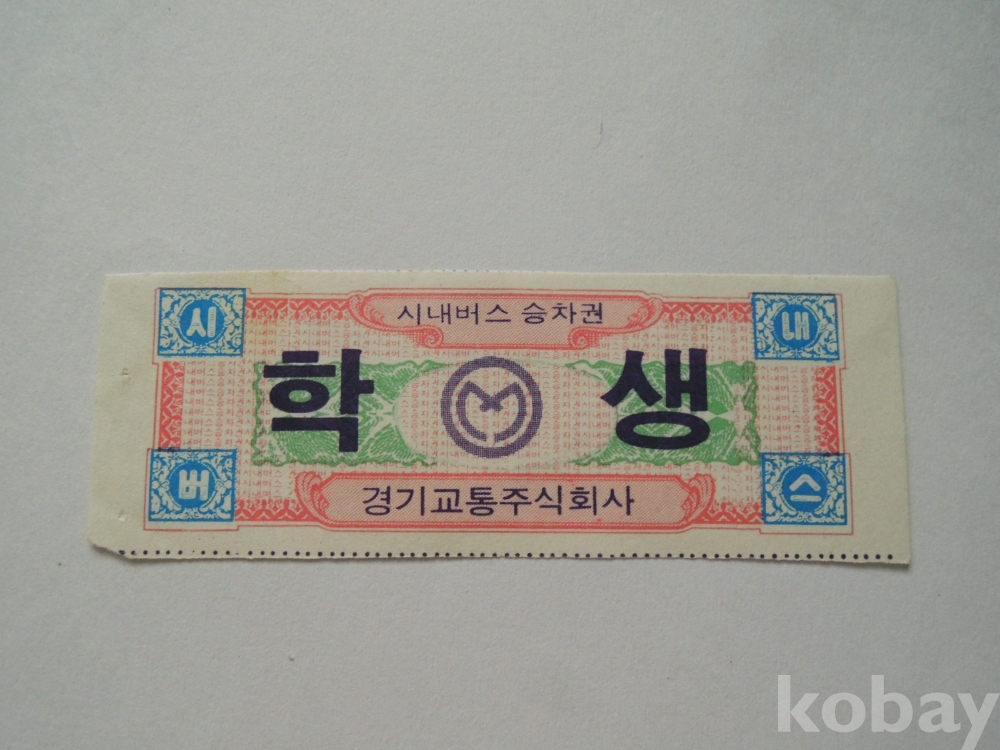 시내버스 승차권
시 내
학 생
버 스
경기교통주식회사
kobay